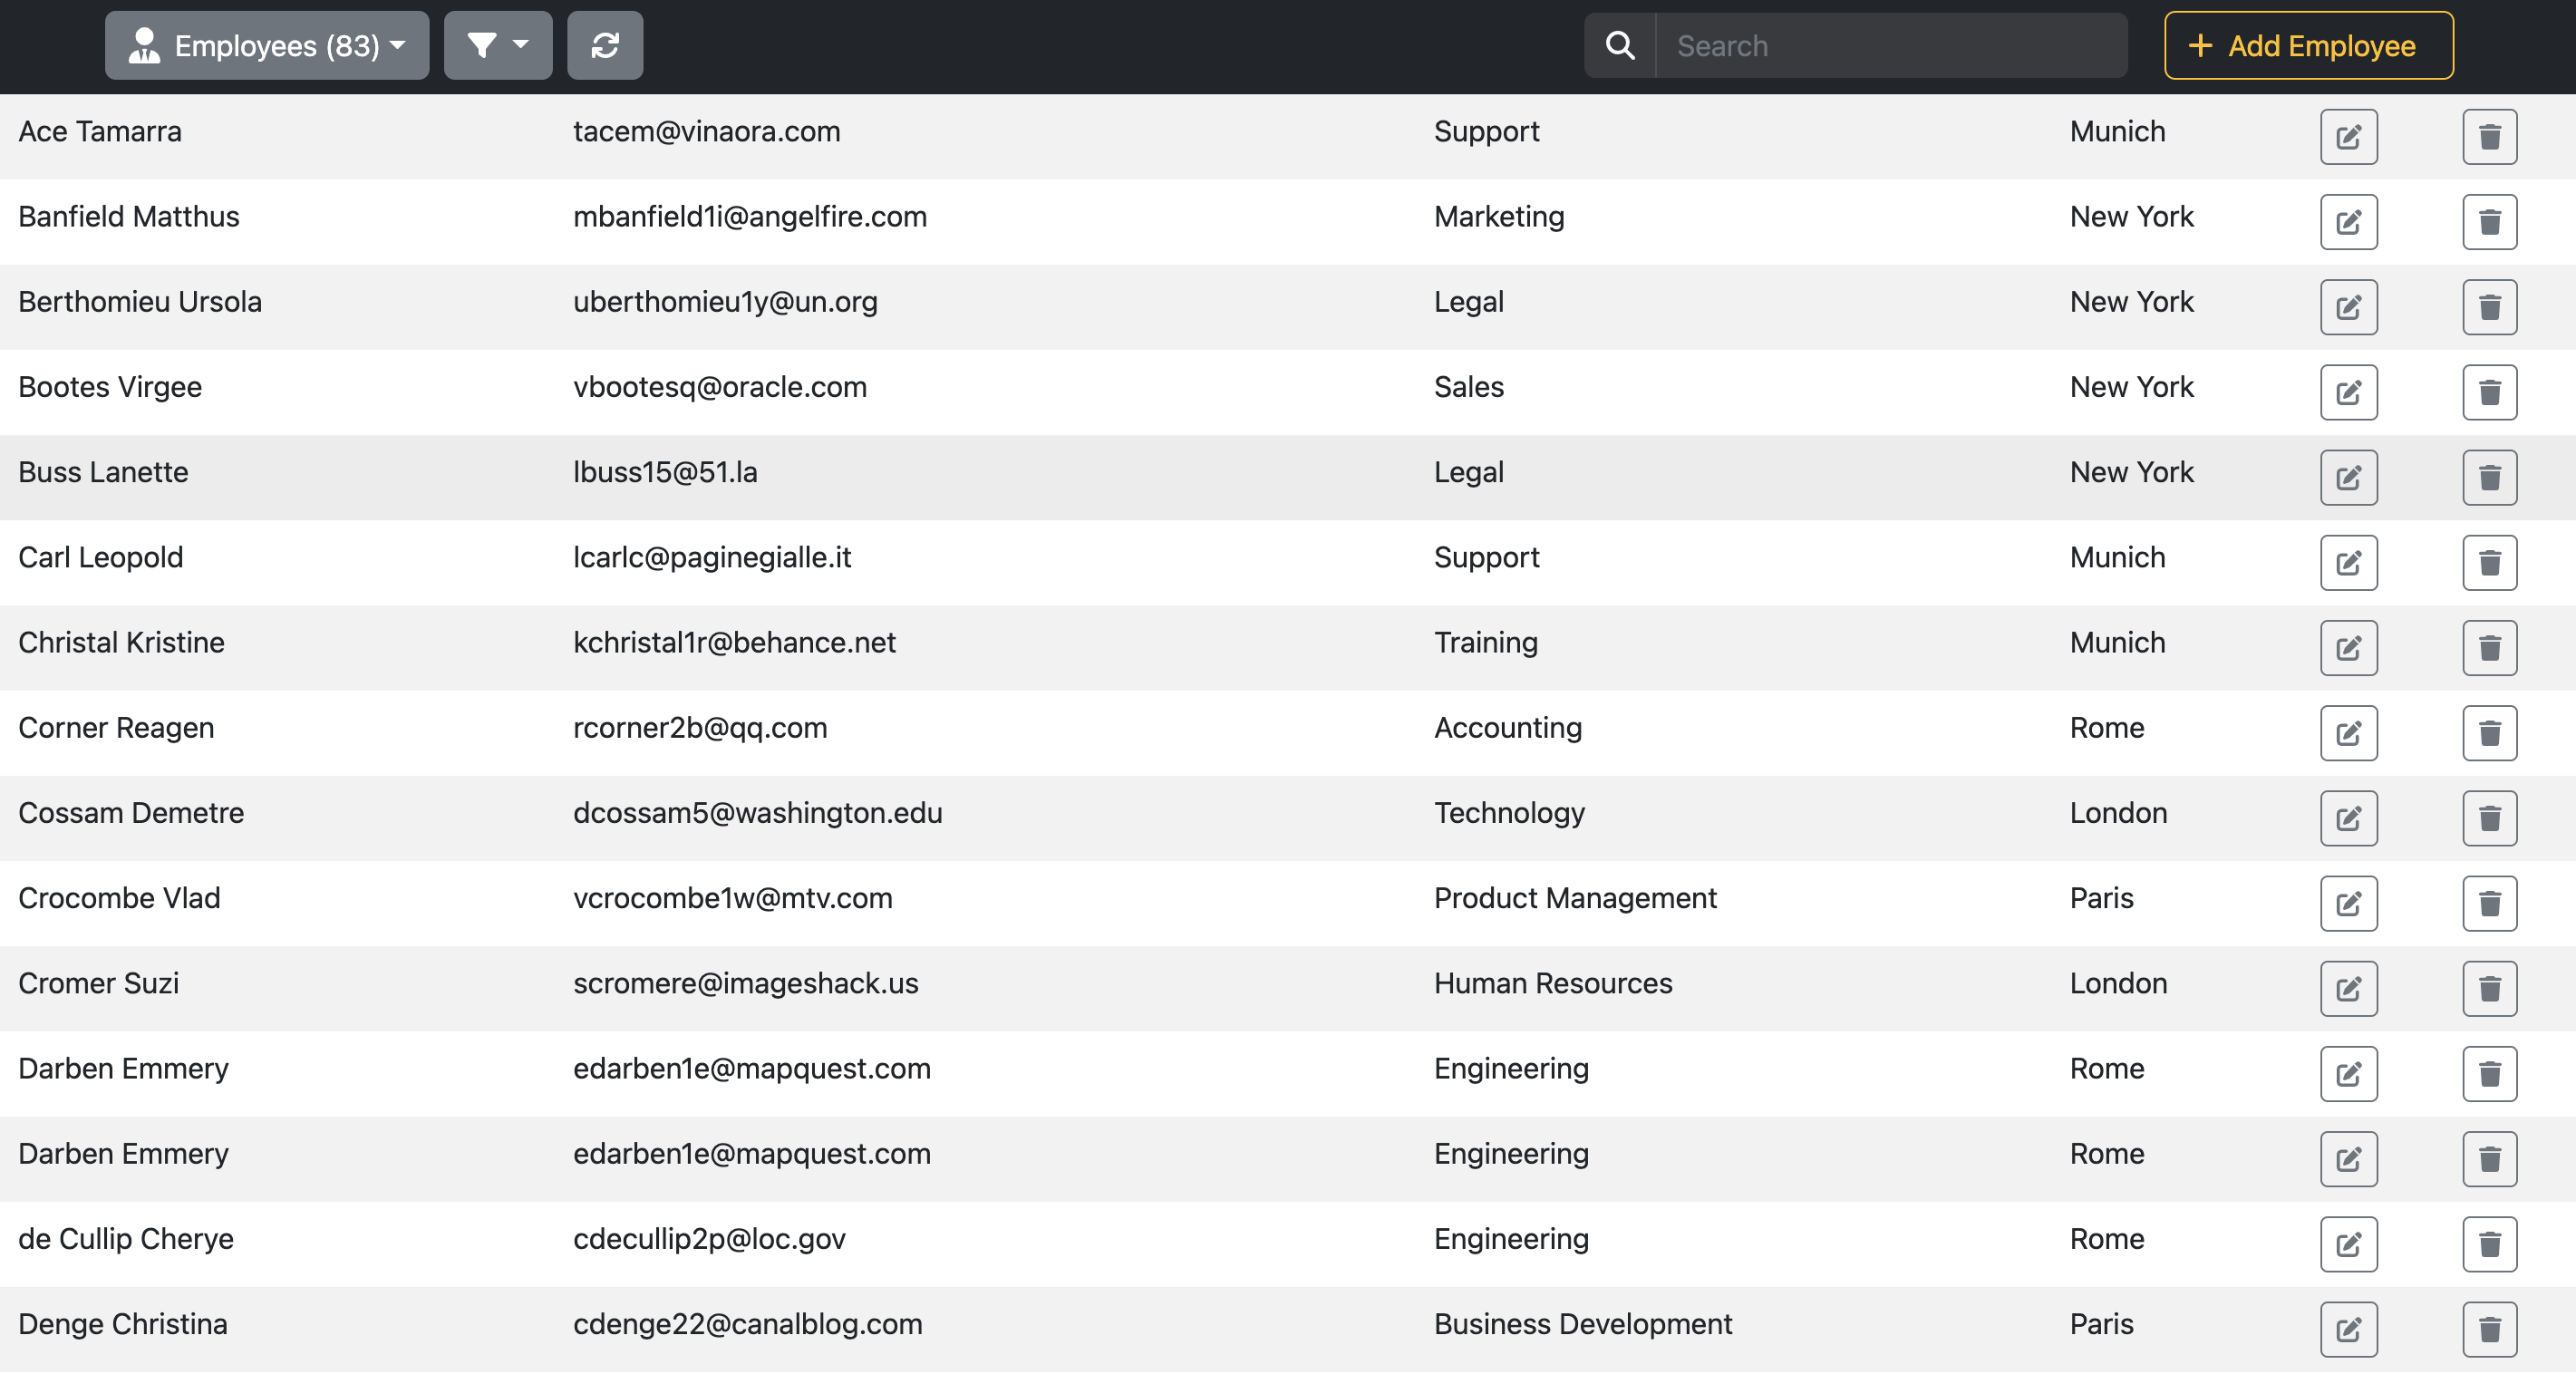 Employees (83) Search + Add Employee
Ace Tamarra tacem@vinaora.com Support Munich
Banfield Matthus mbanfield1i@angelfire.com Marketing New York
Berthomieu Ursola uberthomieu1y@un.org Legal New York
Bootes Virgee vbootesq@oracle.com Sales New York
Buss Lanette lbuss15@51.la Legal New York
Carl Leopold lcarlc@paginegialle.it Support Munich
Christal Kristine kchristal1r@behance.net Training Munich
Corner Reagen rcorner2b@qq.com Accounting Rome
Cossam Demetre dcossam5@washington.edu Technology London
Crocombe Vlad vcrocombe1w@mtv.com Product Management Paris
Cromer Suzi scromere@imageshack.us Human Resources London
Darben Emmery edarben1e@mapquest.com Engineering Rome
Darben Emmery edarben1e@mapquest.com Engineering Rome
de Cullip Cherye cdecullip2p@loc.gov Engineering Rome
Denge Christina cdenge22@canalblog.com Business Development Paris